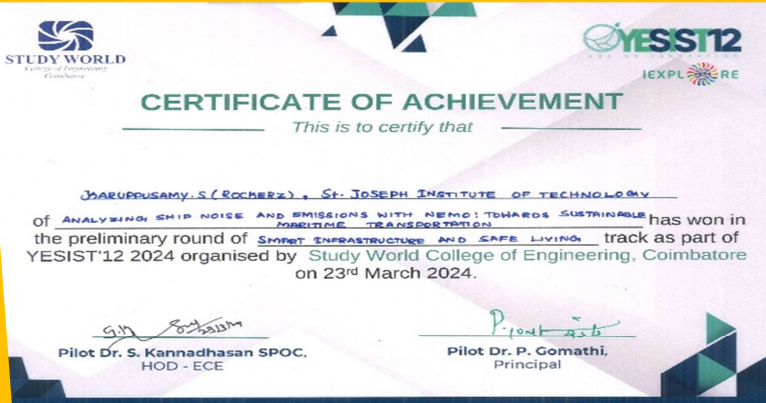 STUDY WORLD
College of Engineering
Coimbatore
YESIST12
IEXPLORE
CERTIFICATE OF ACHIEVEMENT
This is to certify that
KARUPPUSAMY.S (ROCKERZ), St. JOSEPH INSTITUTE OF TECHNOLOGY
of ANALYZING SHIP NOISE AND EMISSIONS WITH NEMO: TOWARDS SUSTAINABLE MARITIME TRANSPORTATION has won in
the preliminary round of SMART INFRASTRUCTURE AND SAFE LIVING track as part of
YESIST'12 2024 organised by Study World College of Engineering, Coimbatore
on 23rd March 2024.
Pilot Dr. S. Kannadhasan SPOC,
HOD - ECE
Pilot Dr. P. Gomathi,
Principal